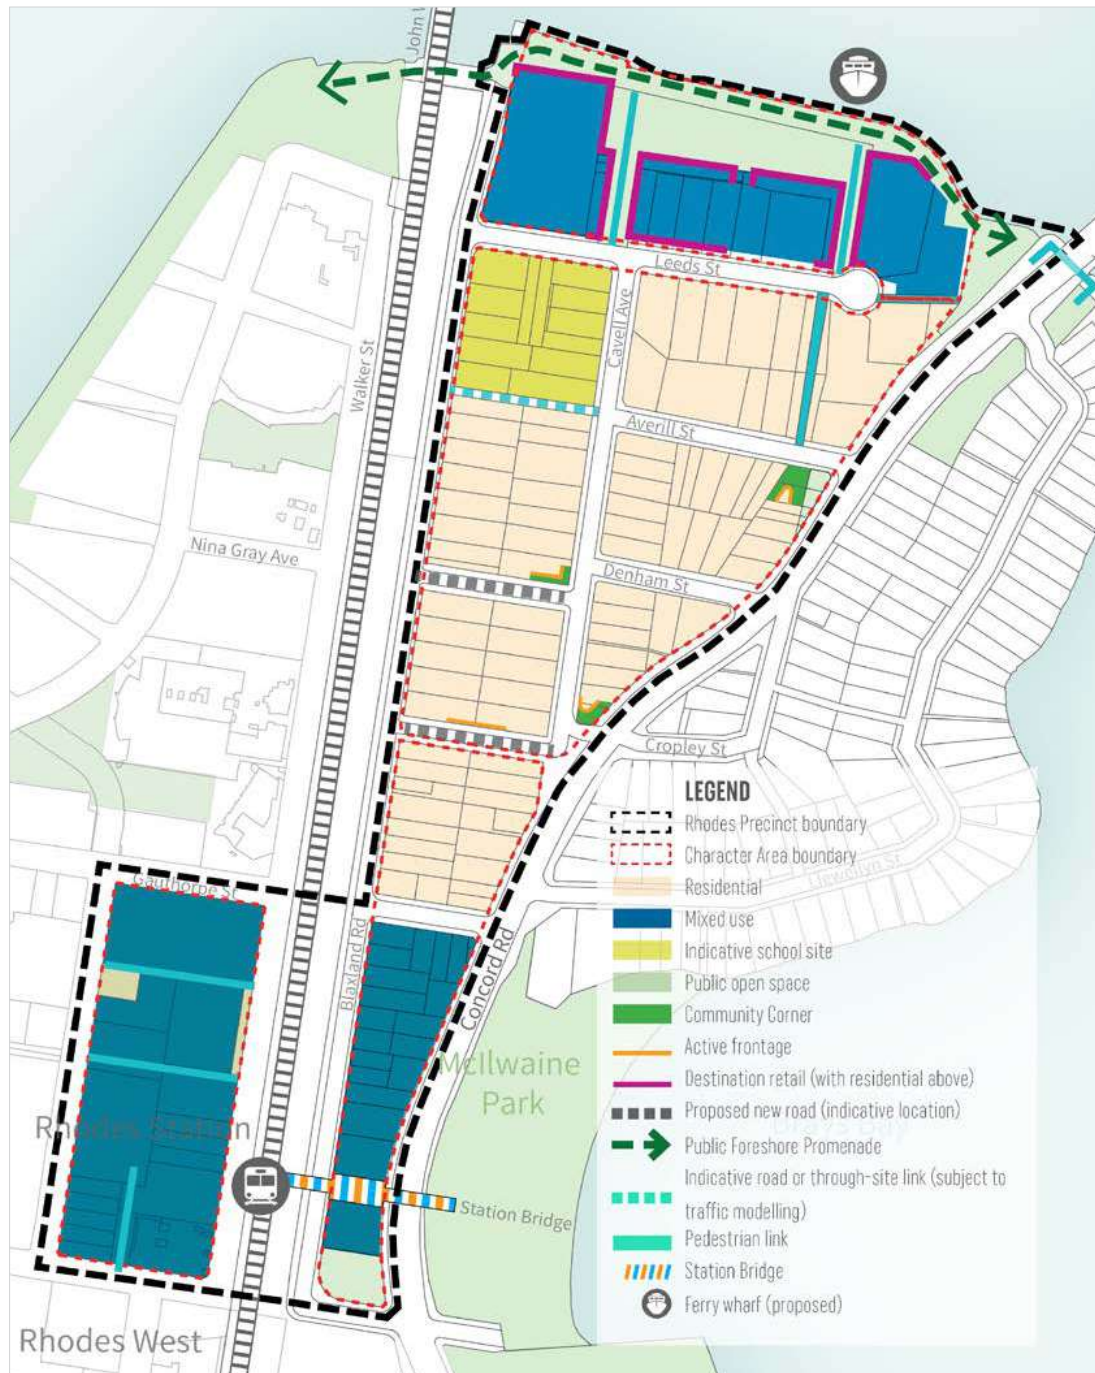 John
Leeds St
Cavell Ave
Walker St
Averill St
Nina Gray Ave
Denham St
Cropley St
Gauthorpe St
Blaxland Rd
Concord Rd
Llewellyn St
McIlwaine
Park
Brays Bay
Rhodes Station
Station Bridge
Rhodes West
LEGEND
Rhodes Precinct boundary
Character Area boundary
Residential
Mixed use
Indicative school site
Public open space
Community Corner
Active frontage
Destination retail (with residential above)
Proposed new road (indicative location)
Public Foreshore Promenade
Indicative road or through-site link (subject to
traffic modelling)
Pedestrian link
Station Bridge
Ferry wharf (proposed)